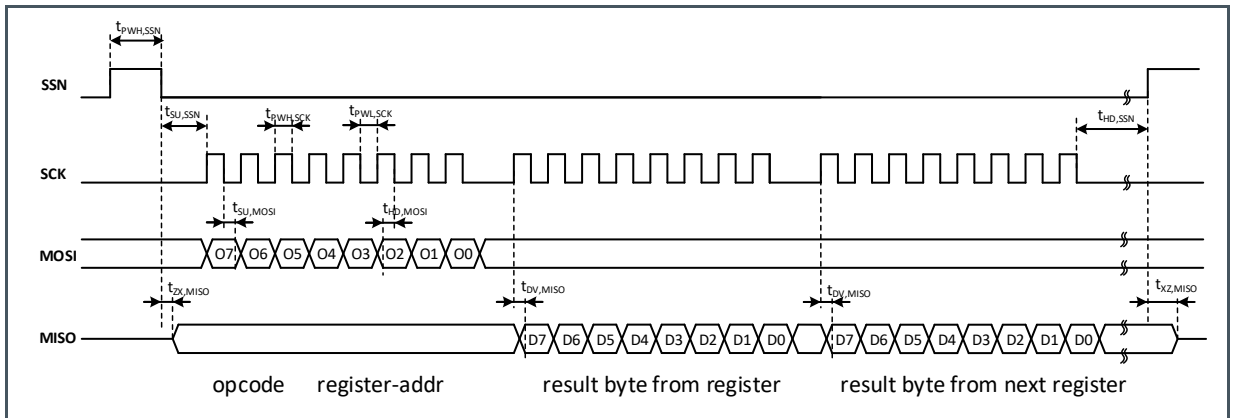 tPWH,SSN
SSN
tSU,SSN tPWH,SCK tPWL,SCK tHD,SSN
SCK
tSU,MOSI tHD,MOSI
MOSI O7 O6 O5 O4 O3 O2 O1 O0
tZX,MISO tDV,MISO tDV,MISO tXZ,MISO
MISO D7 D6 D5 D4 D3 D2 D1 D0 D7 D6 D5 D4 D3 D2 D1 D0
opcode register-addr result byte from register result byte from next register